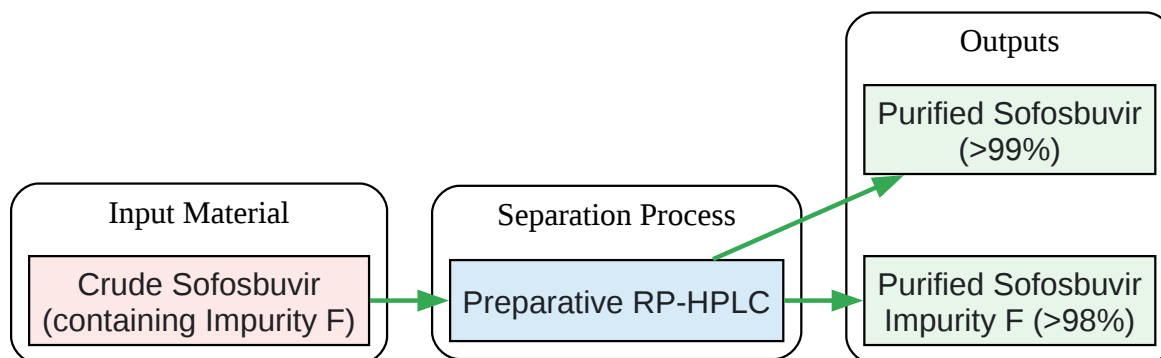 Input Material
Crude Sofosbuvir
(containing Impurity F)
Separation Process
Preparative RP-HPLC
Outputs
Purified Sofosbuvir
(>99%)
Purified Sofosbuvir
Impurity F (>98%)